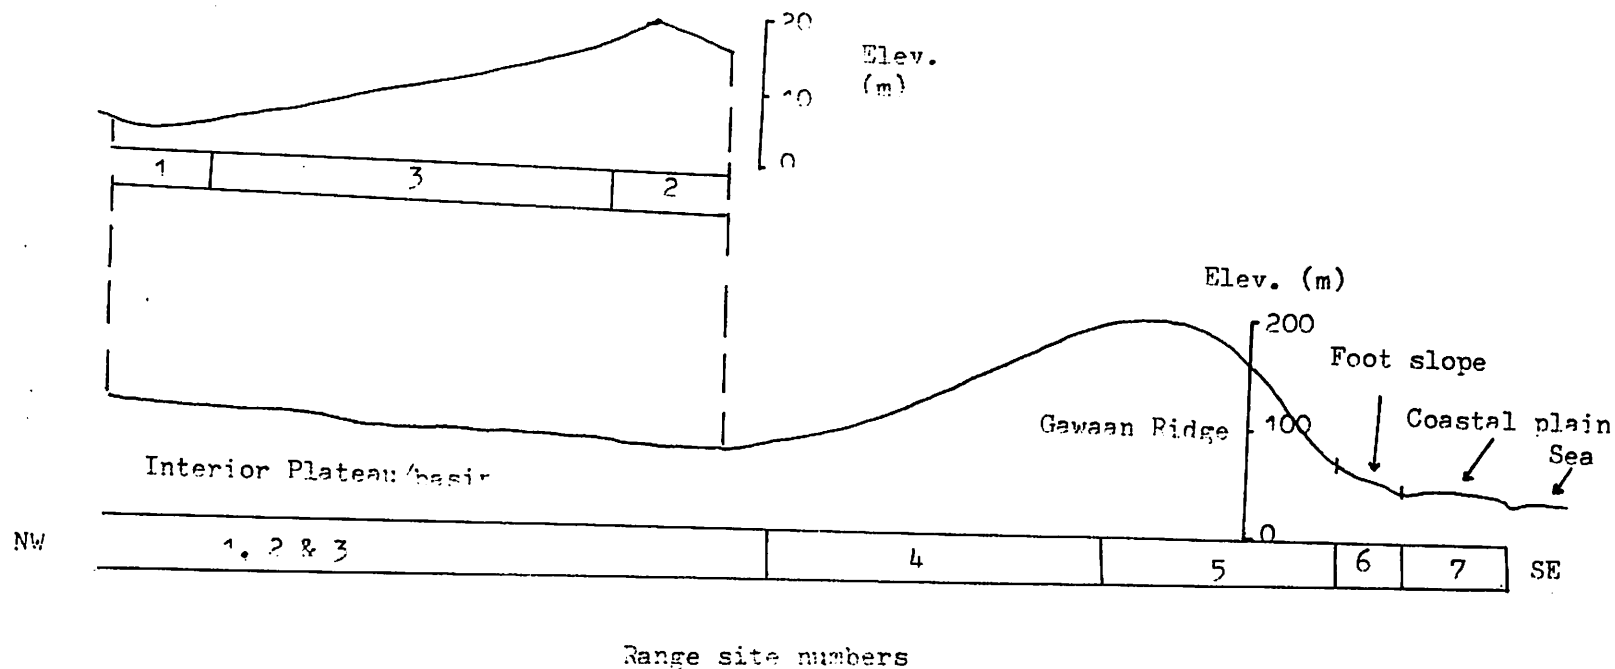 20
Elev.
(m)
10
0
1 3 2
Elev. (m)
200
Foot slope
Gawaan Ridge
100
Coastal plain
Sea
Interior Plateau/basin
0
NW
1, 2 & 3
4
5
6
7
SE
Range site numbers